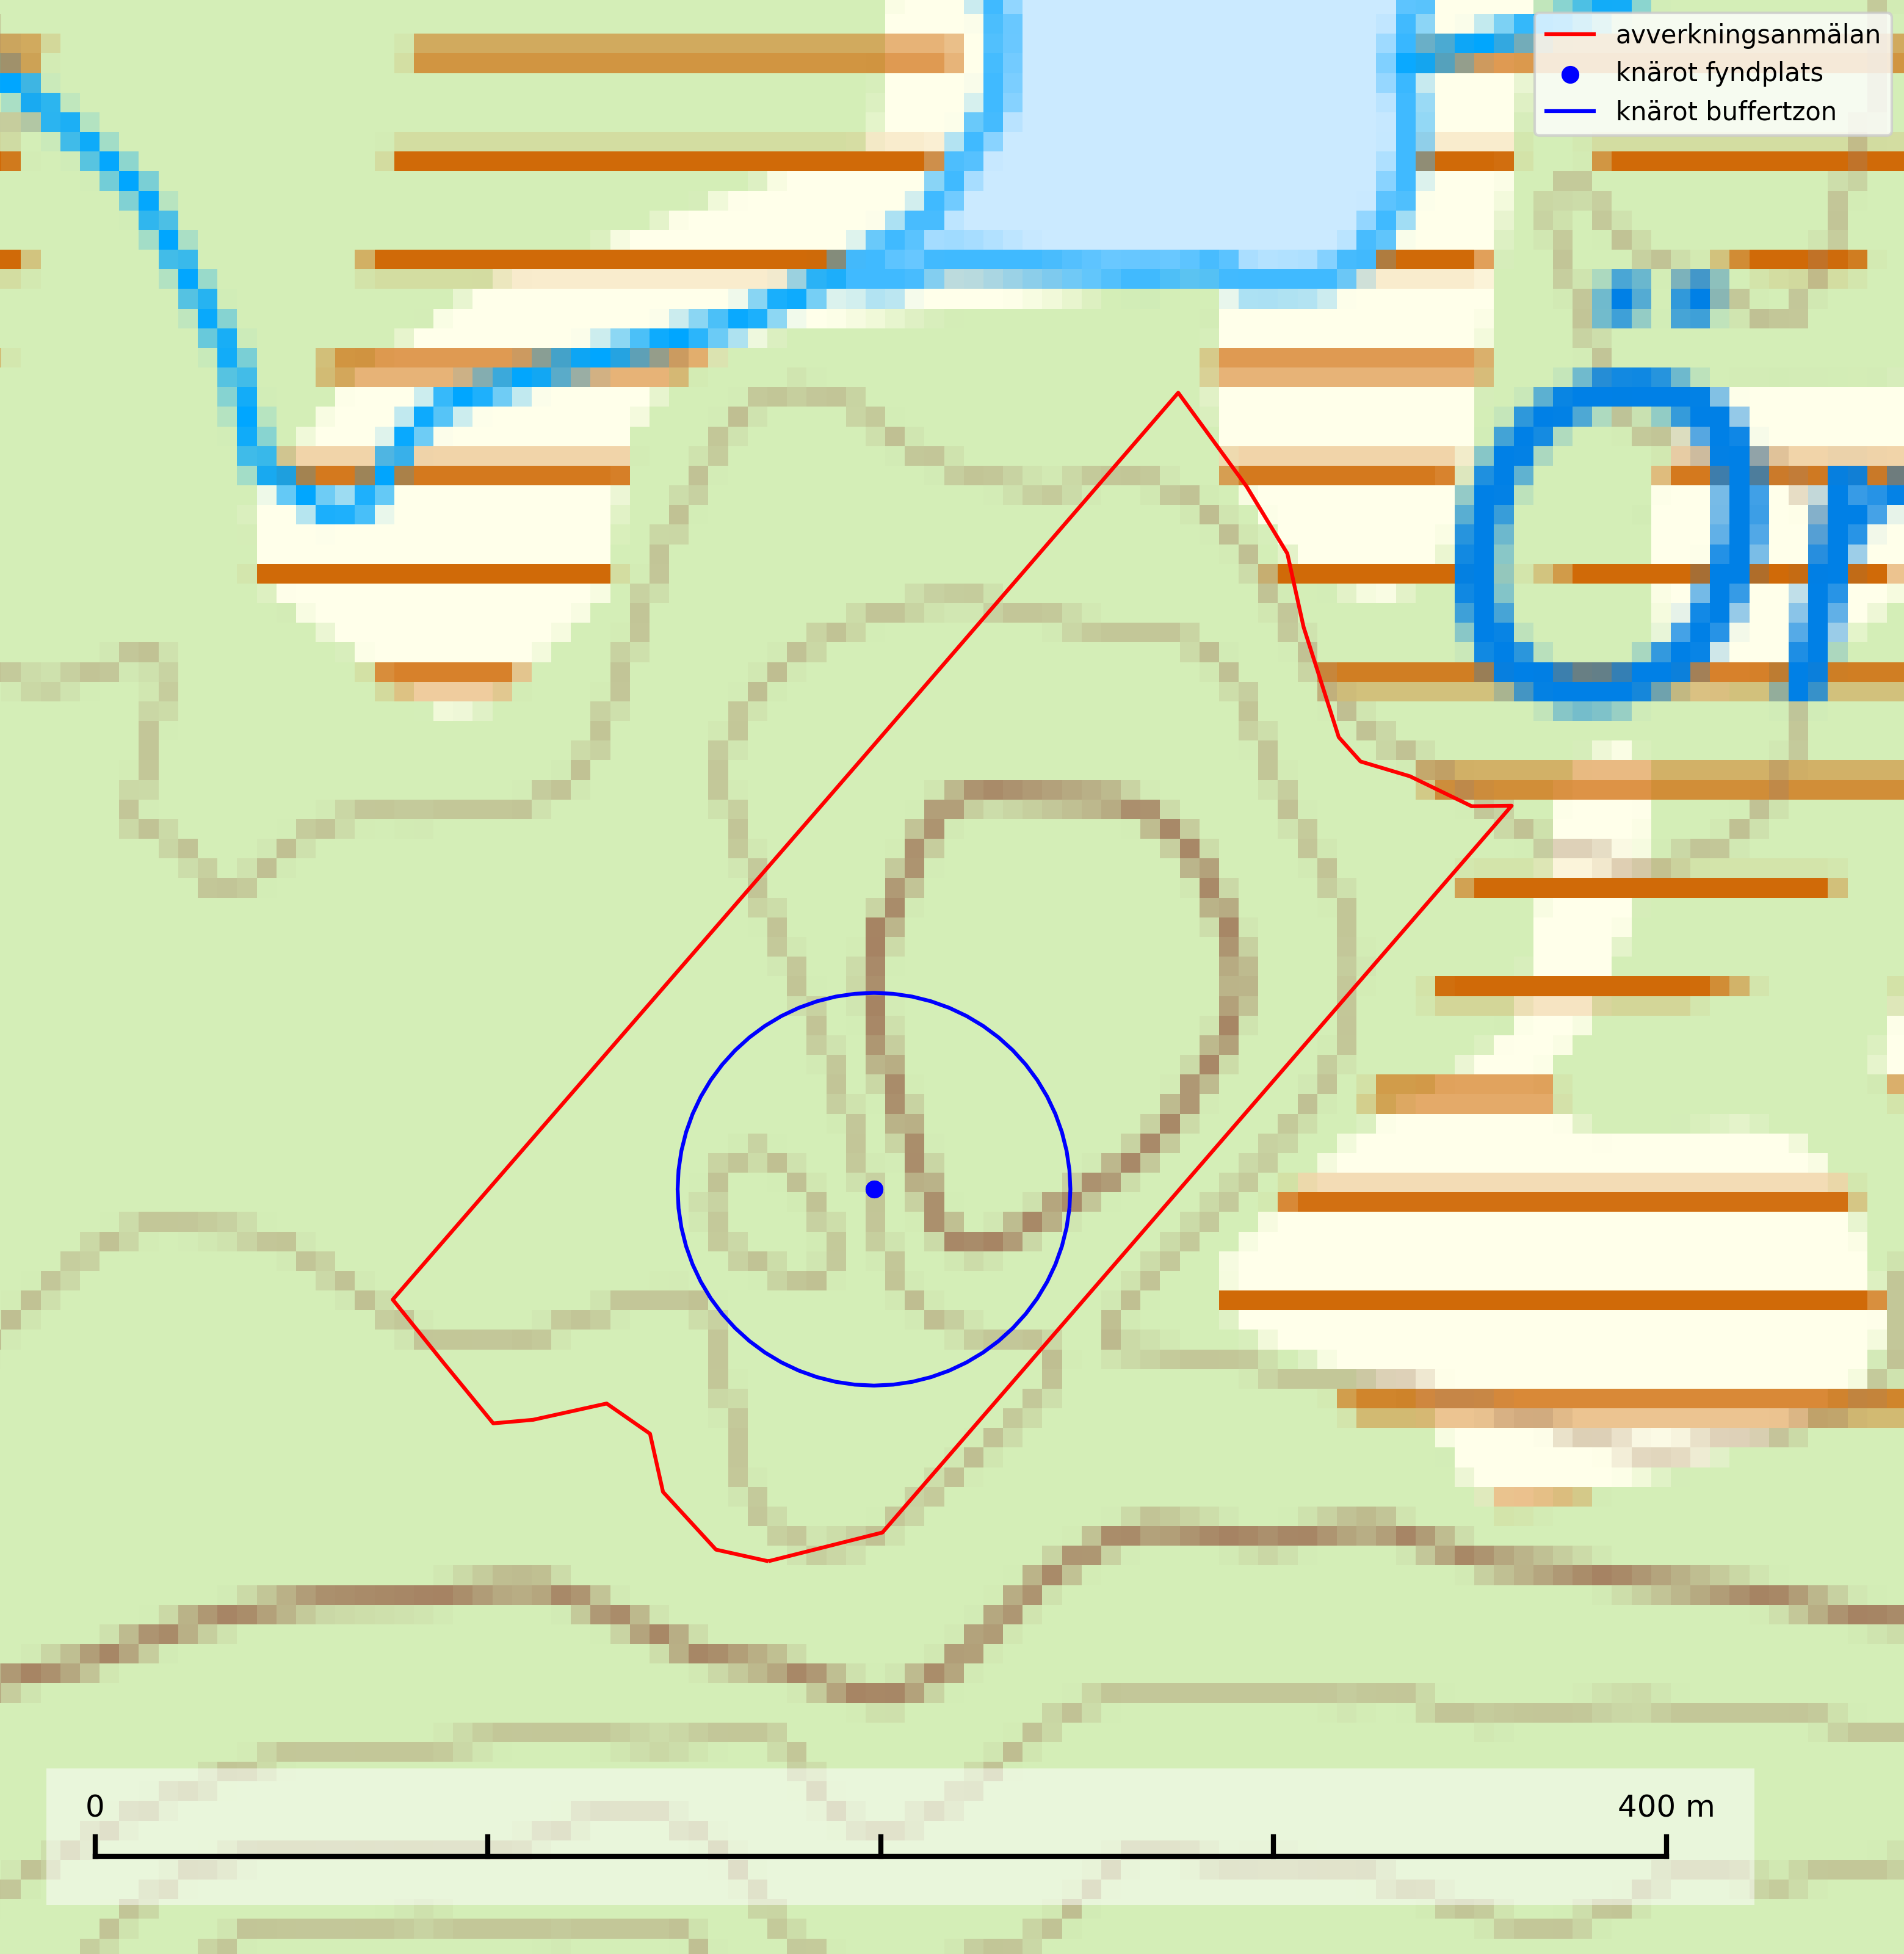 avverkningsanmälan
knärot fyndplats
knärot buffertzon
0
400 m